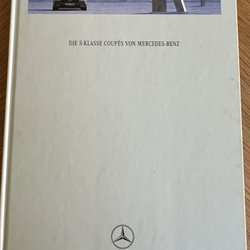 DIE S-KLASSE COUPÉS VON MERCEDES-BENZ